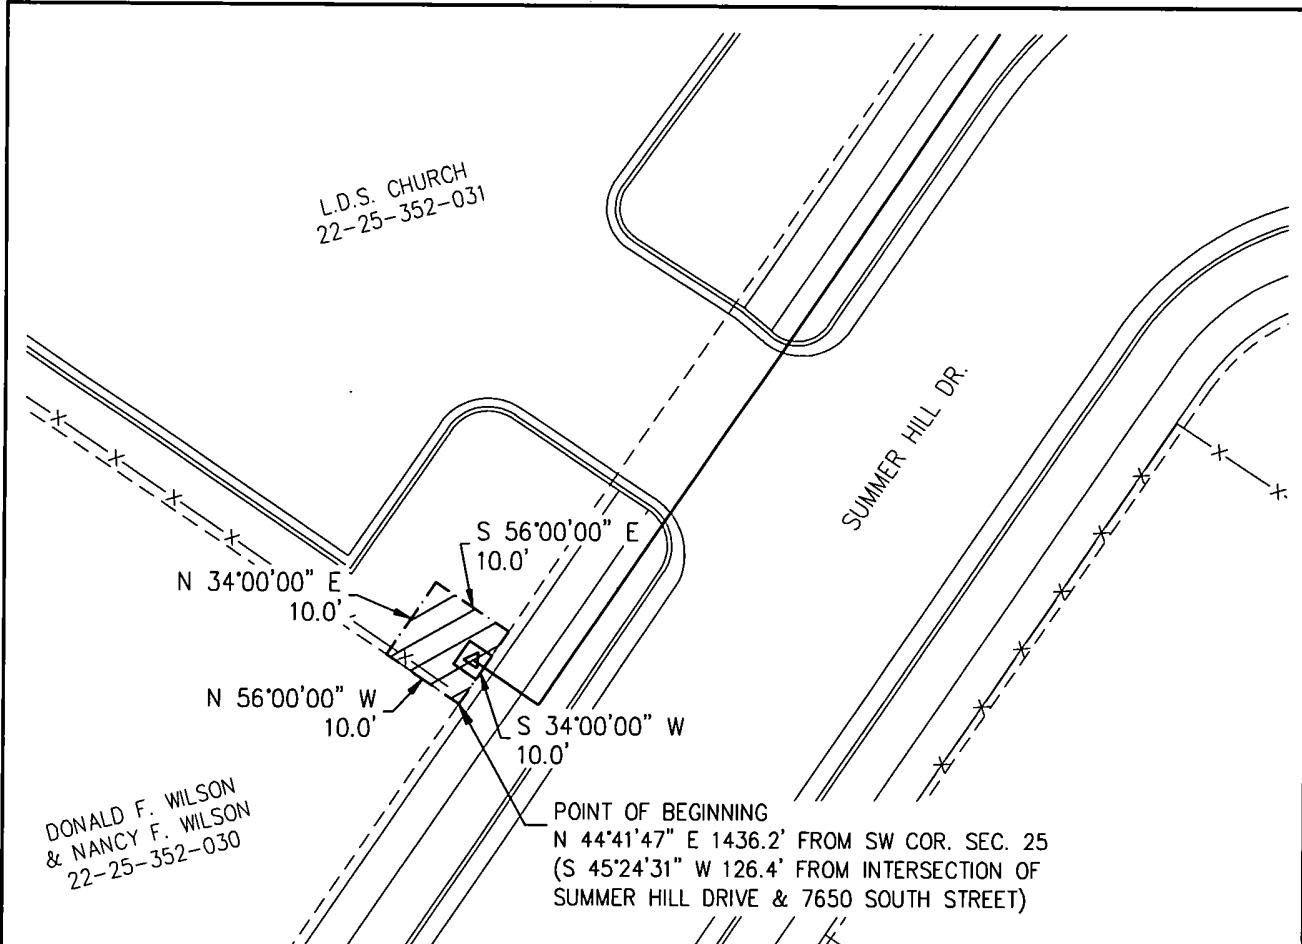 L.D.S. CHURCH
22-25-352-031
SUMMER HILL DR.
S 56°00'00" E
10.0'
N 34°00'00" E
10.0'
N 56°00'00" W
10.0'
S 34°00'00" W
10.0'
DONALD F. WILSON
& NANCY F. WILSON
22-25-352-030
POINT OF BEGINNING
N 44°41'47" E 1436.2' FROM SW COR. SEC. 25
(S 45°24'31" W 126.4' FROM INTERSECTION OF
SUMMER HILL DRIVE & 7650 SOUTH STREET)